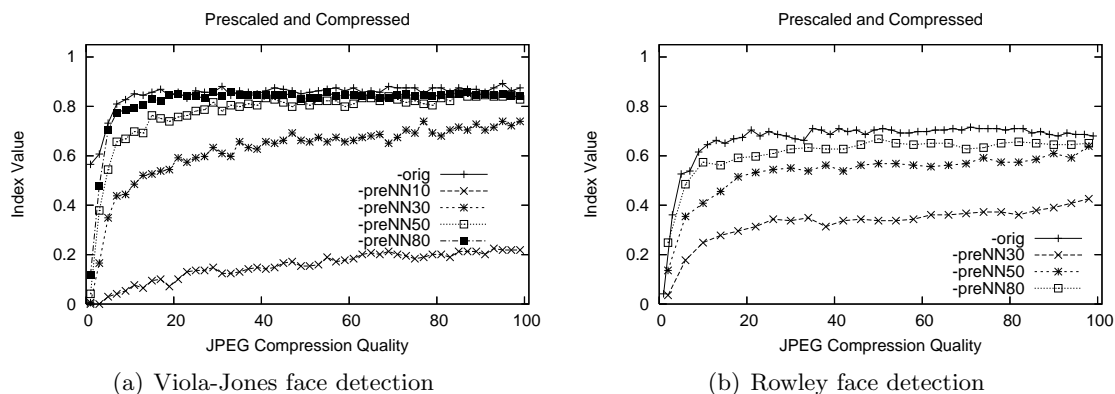 Prescaled and Compressed
1
0.8
0.6
0.4
0.2
0
Index Value
0 20 40 60 80 100
JPEG Compression Quality
-orig
-preNN10
-preNN30
-preNN50
-preNN80
(a) Viola-Jones face detection
Prescaled and Compressed
1
0.8
0.6
0.4
0.2
0
Index Value
0 20 40 60 80 100
JPEG Compression Quality
-orig
-preNN30
-preNN50
-preNN80
(b) Rowley face detection